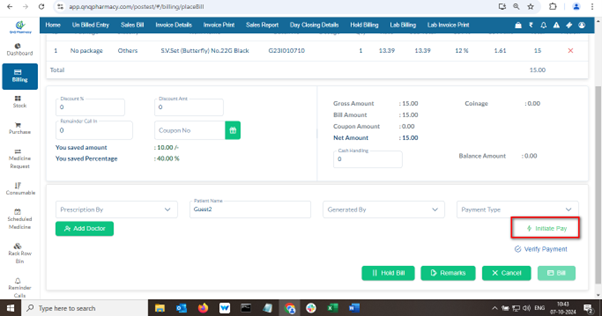 app.qnqpharmacy.com/postest/#/billing/placeBill
QnQPharmacy
Home Un Billed Entry Sub Bill Invoice Details Invoice Print Sales Report Day Closing Details Hold Billing Lab Billing Lab Invoice Print
Dashboard
Billing
Stock
Purchase
Medicine Request
Consumable
Scheduled Medicine
Rack Row Bin
Reminder Calls
1 No package Others S.V.Set (Butterfly) No.22G Black G23I010710 1 13.39 13.39 12 % 1.61 15
Total 15.00
Discount %
0
Discount Amt
0
Remainder Call In
0
Coupon No
You saved amount : 10.00 /-
You saved Percentage : 40.00 %
Gross Amount : 15.00
Bill Amount : 15.00
Coupon Amount : 0.00
Net Amount : 15.00
Cash Handling
0
Coinage : 0.00
Balance Amount : 0.00
Prescription By
Patient Name
Guest2
Generated By
Payment Type
Add Doctor
Initiate Pay
Verify Payment
Hold Bill Remarks Cancel Bill
Type here to search
ENG
10:43
07-10-2024